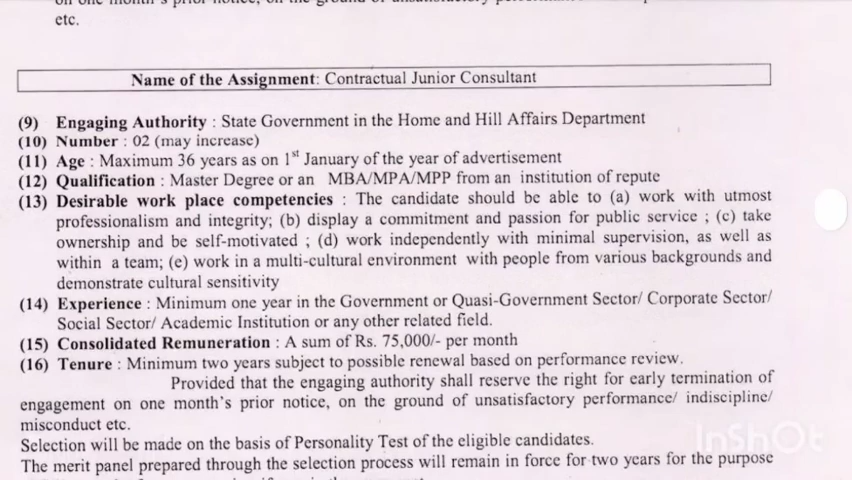 on one month's prior notice, on the ground of unsatisfactory
etc.
Name of the Assignment: Contractual Junior Consultant
(9) Engaging Authority : State Government in the Home and Hill Affairs Department
(10) Number : 02 (may increase)
(11) Age : Maximum 36 years as on 1st January of the year of advertisement
(12) Qualification : Master Degree or an MBA/MPA/MPP from an institution of repute
(13) Desirable work place competencies : The candidate should be able to (a) work with utmost
professionalism and integrity; (b) display a commitment and passion for public service ; (c) take
ownership and be self-motivated ; (d) work independently with minimal supervision, as well as
within a team; (e) work in a multi-cultural environment with people from various backgrounds and
demonstrate cultural sensitivity
(14) Experience : Minimum one year in the Government or Quasi-Government Sector/ Corporate Sector/
Social Sector/ Academic Institution or any other related field.
(15) Consolidated Remuneration : A sum of Rs. 75,000/- per month
(16) Tenure : Minimum two years subject to possible renewal based on performance review.
Provided that the engaging authority shall reserve the right for early termination of
engagement on one month's prior notice, on the ground of unsatisfactory performance/ indiscipline/
misconduct etc.
Selection will be made on the basis of Personality Test of the eligible candidates.
InShOt
The merit panel prepared through the selection process will remain in force for two years for the purpose